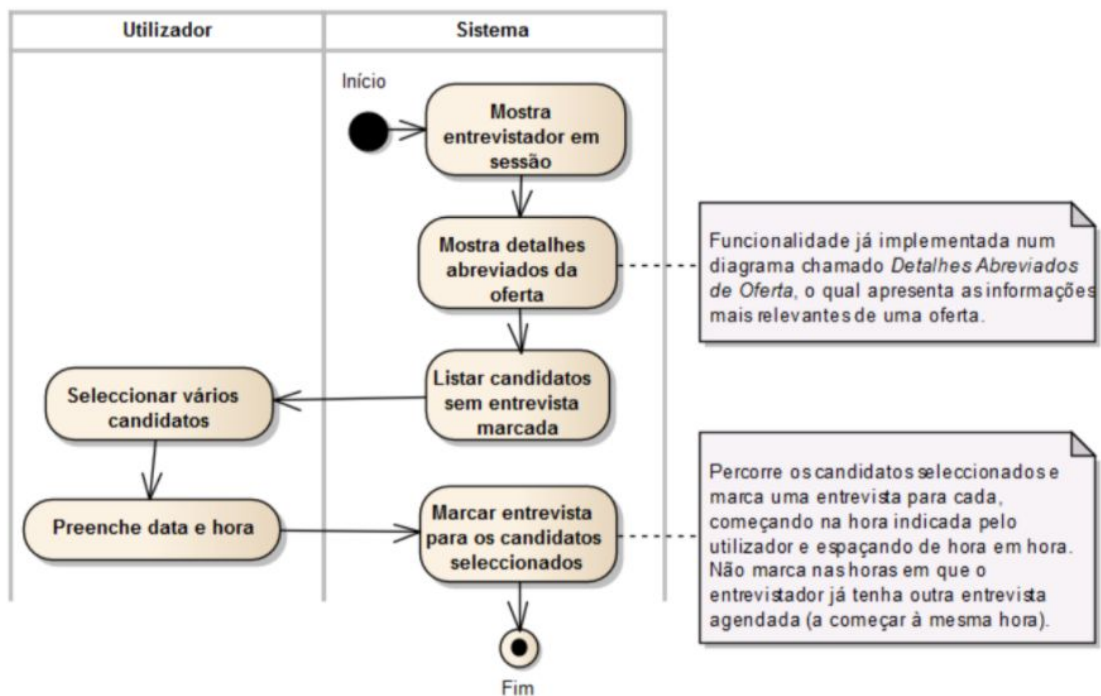 Utilizador
Sistema
Início
Mostra
entrevistador em
sessão
Mostra detalhes
abreviados da
oferta
Funcionalidade já implementada num
diagrama chamado Detalhes Abreviados
de Oferta, o qual apresenta as informações
mais relevantes de uma oferta.
Listar candidatos
sem entrevista
marcada
Seleccionar vários
candidatos
Preenche data e hora
Marcar entrevista
para os candidatos
seleccionados
Percorre os candidatos seleccionados e
marca uma entrevista para cada,
começando na hora indicada pelo
utilizador e espaçando de hora em hora.
Não marca nas horas em que o
entrevistador já tenha outra entrevista
agendada (a começar à mesma hora).
Fim